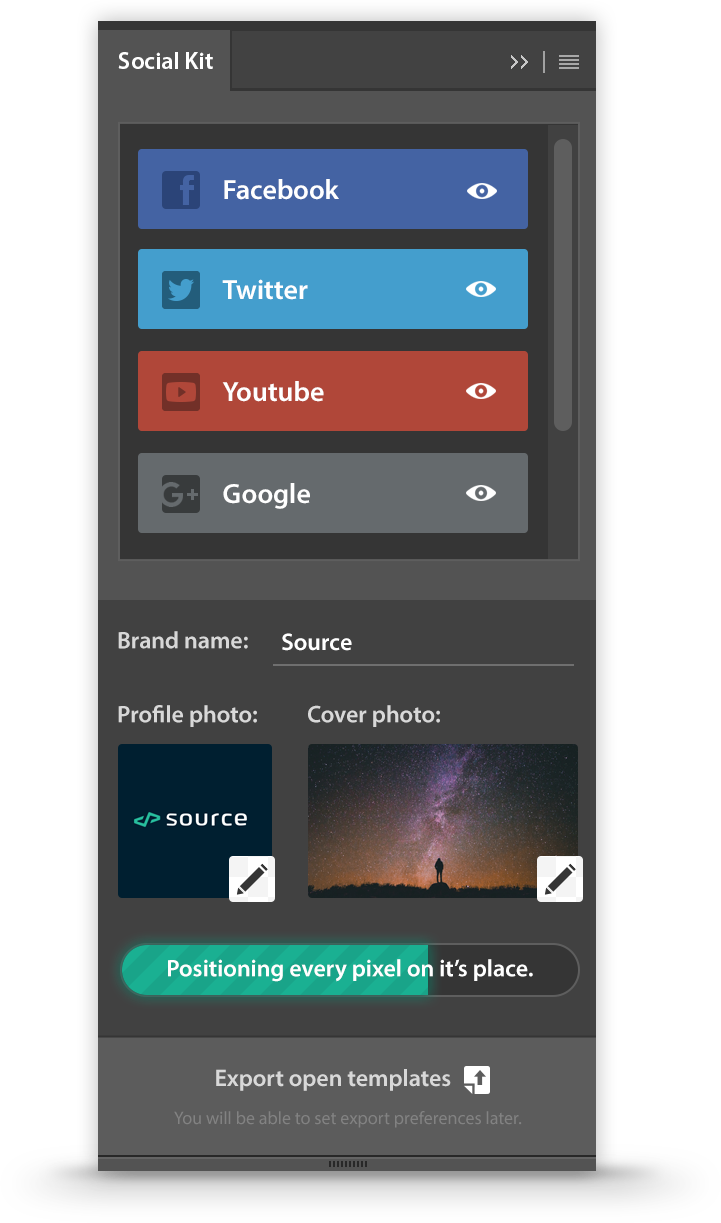 Social Kit
Facebook
Twitter
Youtube
Google
Brand name: Source
Profile photo: Cover photo:
</> source
Positioning every pixel on it's place.
Export open templates
You will be able to set export preferences later.